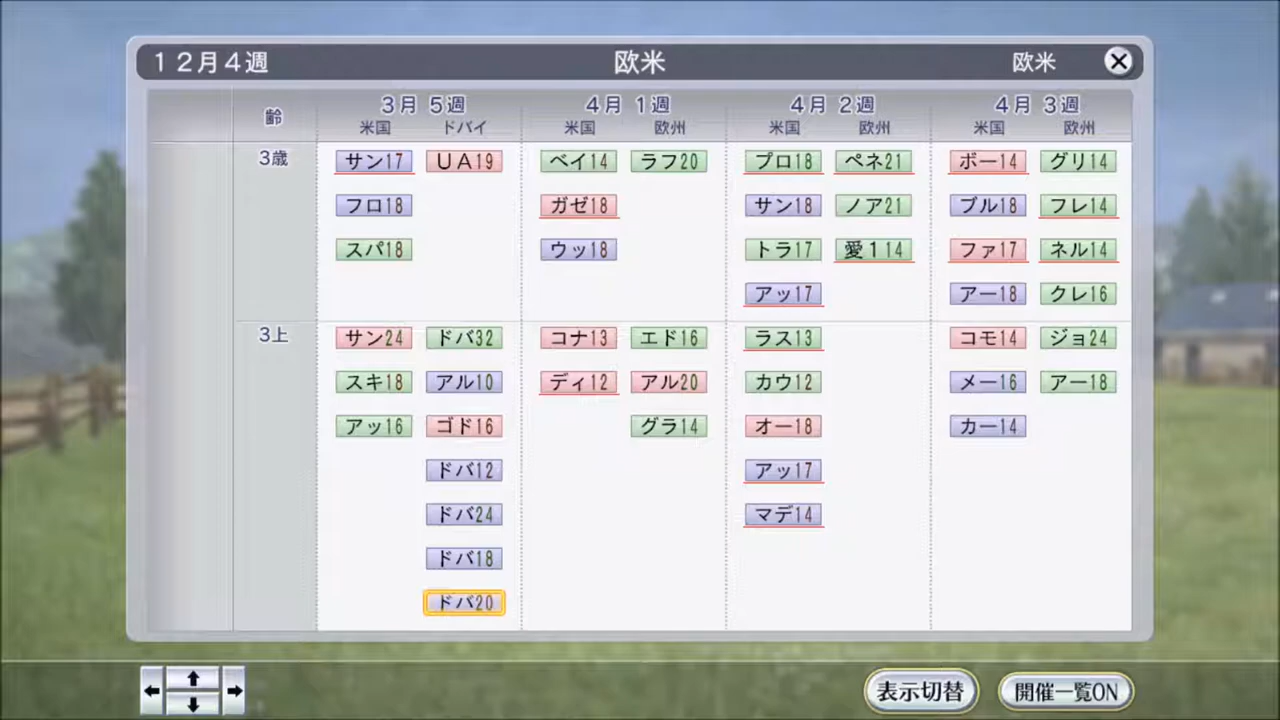 12月4週 欧米 欧米
齢 3月 5週 4月 1週 4月 2週 4月 3週
米国 ドバイ 米国 欧州 米国 欧州 米国 欧州
3歳 サン17 UA19 ベイ14 ラフ20 プロ18 ペネ21 ボー14 グリ14
フロ18 ガゼ18 サン18 ノア21 ブル18 フレ14
スパ18 ウッ18 トラ17 愛114 ファ17 ネル14
アッ17 アー18 クレ16
3上 サン24 ドバ32 コナ13 エド16 ラス13 コモ14 ジョ24
スキ18 アル10 ディ12 アル20 カウ12 メー16 アー18
アッ16 ゴド16 グラ14 オー18 カー14
ドバ12 アッ17
ドバ24 マデ14
ドバ18
ドバ20
表示切替 開催一覧ON